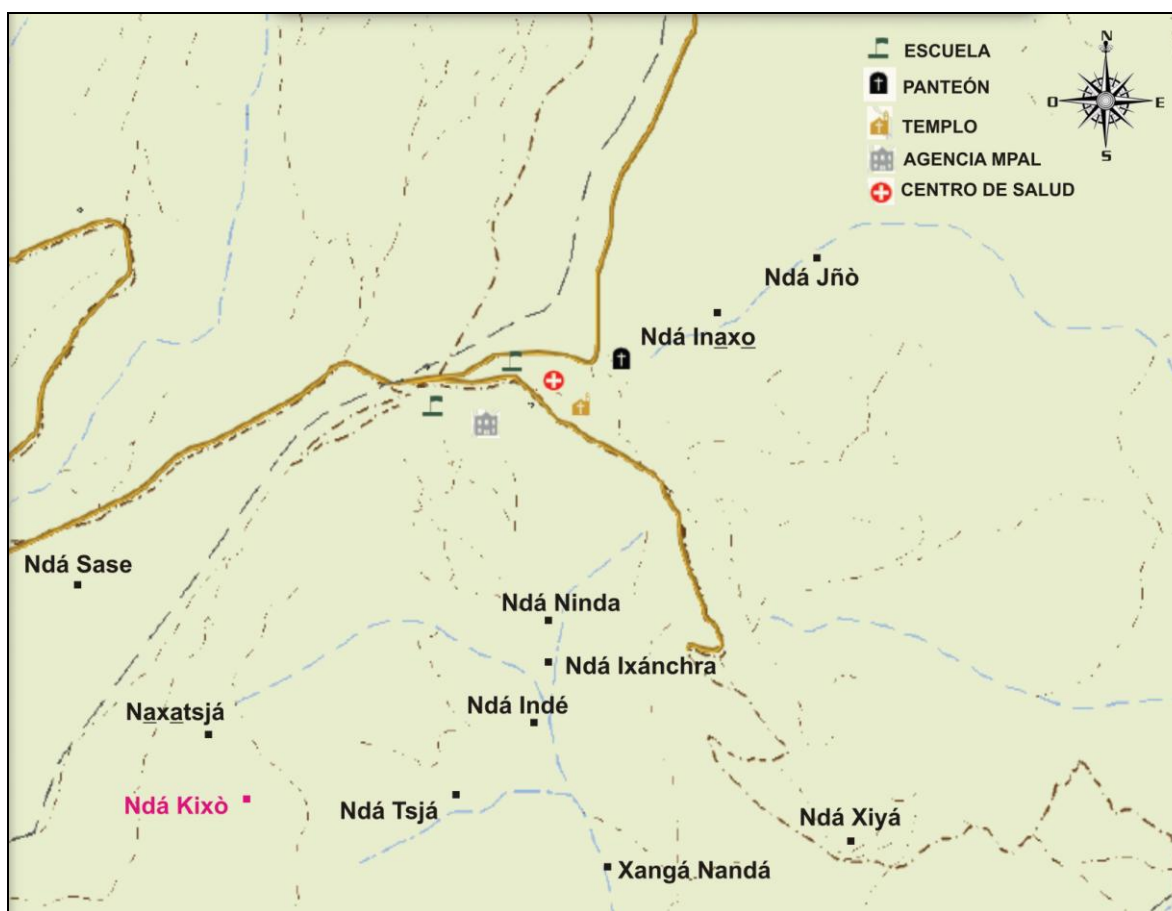 ESCUELA
PANTEÓN
TEMPLO
AGENCIA MPAL
CENTRO DE SALUD
N
O
E
S
Ndá Jñò
Ndá Inaxo
Ndá Sase
Ndá Ninda
Ndá Ixánchra
Ndá Indé
Naxatsjá
Ndá Kixò
Ndá Tsjá
Ndá Xiyá
Xangá Nandá